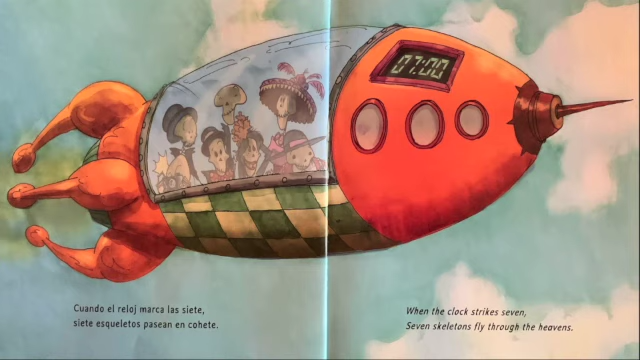 07:00
Cuando el reloj marca las siete,
siete esqueletos pasean en cohete.
When the clock strikes seven,
Seven skeletons fly through the heavens.